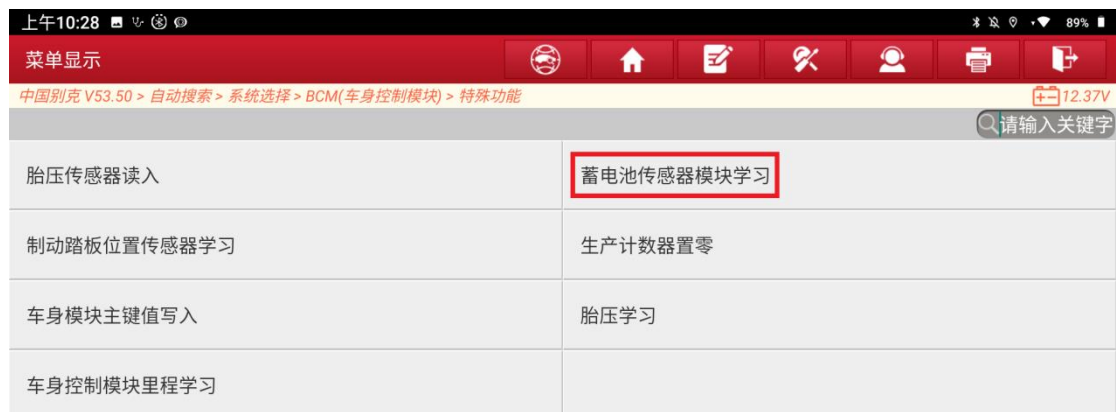 上午10:28
89%
菜单显示
中国别克 V53.50 > 自动搜索 > 系统选择 > BCM(车身控制模块) > 特殊功能
12.37V
请输入关键字
胎压传感器读入
蓄电池传感器模块学习
制动踏板位置传感器学习
生产计数器置零
车身模块主键值写入
胎压学习
车身控制模块里程学习